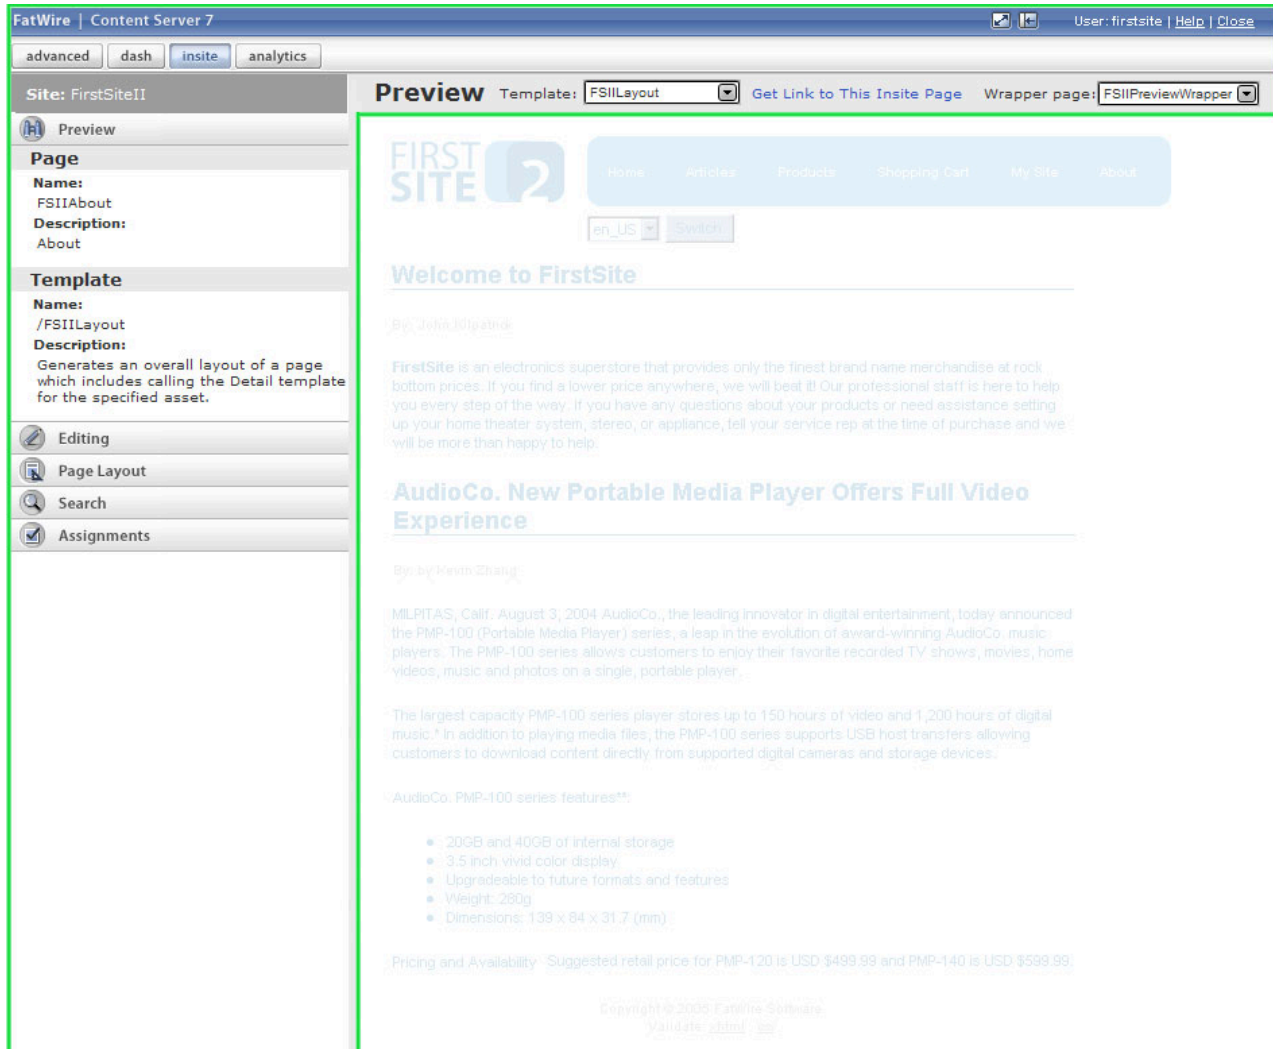 FatWire | Content Server 7
User: firstsite | Help | Close
advanced dash insite analytics
Site: FirstSiteII
Preview Template: FSIILayout Get Link to This Insite Page Wrapper page: FSIIPreviewWrapper
Preview
Page
Name:
FSIIAbout
Description:
About
Template
Name:
/FSIILayout
Description:
Generates an overall layout of a page
which includes calling the Detail template
for the specified asset.
Editing
Page Layout
Search
Assignments
FIRST
SITE 2
Home Articles Products Shopping Cart My Site About
en_US Switch
Welcome to FirstSite
By: John Kilpatrick
FirstSite is an electronics superstore that provides only the finest brand name merchandise at rock
bottom prices. If you find a lower price anywhere, we will beat it! Our professional staff is here to help
you every step of the way. If you have any questions about your products or need assistance setting
up your home theater system, stereo, or appliance, tell your service rep at the time of purchase and we
will be more than happy to help.
AudioCo. New Portable Media Player Offers Full Video
Experience
By: by Kevin Zhang
MILPITAS, Calif. August 3, 2004 AudioCo., the leading innovator in digital entertainment, today announced
the PMP-100 (Portable Media Player) series, a leap in the evolution of award-winning AudioCo. music
players. The PMP-100 series allows customers to enjoy their favorite recorded TV shows, movies, home
videos, music and photos on a single, portable player.
The largest capacity PMP-100 series player stores up to 150 hours of video and 1,200 hours of digital
music.* In addition to playing media files, the PMP-100 series supports USB host transfers allowing
customers to download content directly from supported digital cameras and storage devices.
AudioCo. PMP-100 series features**:
20GB and 40GB of internal storage
3.5 inch vivid color display
Upgradeable to future formats and features
Weight: 280g
Dimensions: 139 x 84 x 31.7 (mm)
Pricing and Availability Suggested retail price for PMP-120 is USD $499.99 and PMP-140 is USD $599.99.
Copyright © 2005 FatWire Software
Validate: xhtml